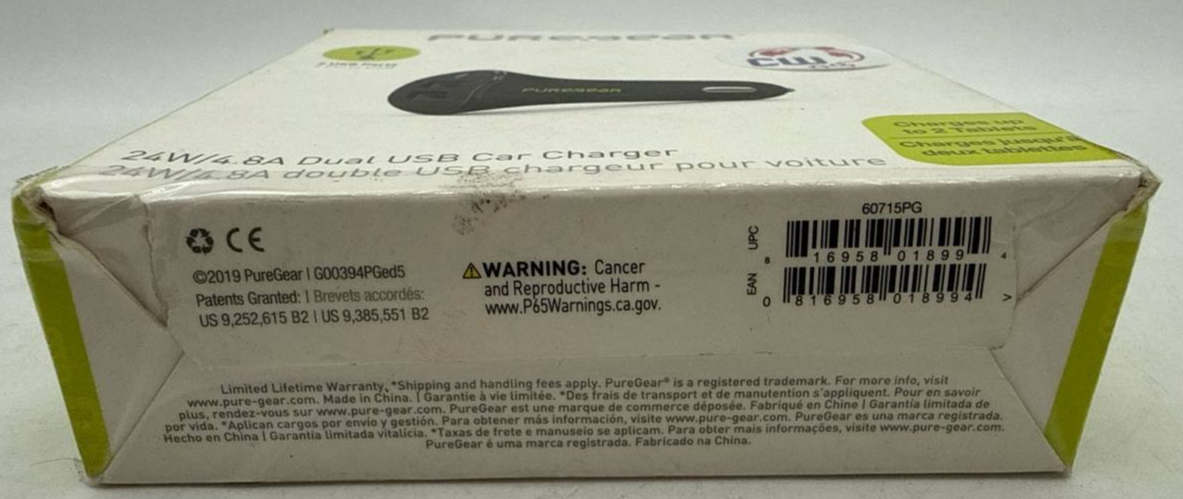 PUREGEAR
2 USB Ports
CW
PUREGEAR
Charges up
to 2 Tablets
Charges jusqu'à
deux tablettes
24W/4.8A Dual USB Car Charger
24W/4.8A double USB chargeur pour voiture
CE
©2019 PureGear | G00394PGed5
Patents Granted: | Brevets accordés:
US 9,252,615 B2 | US 9,385,551 B2
WARNING: Cancer
and Reproductive Harm -
www.P65Warnings.ca.gov.
60715PG
UPC
8 16958 01899 4
EAN
0 816958 018994 V
Limited Lifetime Warranty. *Shipping and handling fees apply. PureGear® is a registered trademark. For more info, visit
www.pure-gear.com. Made in China. | Garantie à vie limitée. *Des frais de transport et de manutention s'appliquent. Pour en savoir
plus, rendez-vous sur www.pure-gear.com. PureGear est une marque de commerce déposée. Fabriqué en Chine | Garantía limitada de
por vida. *Aplican cargos por envío y gestión. Para obtener más información, visite www.pure-gear.com. PureGear es una marca registrada.
Hecho en China | Garantia limitada vitalícia. *Taxas de frete e manuseio se aplicam. Para obter mais informações, visite www.pure-gear.com.
PureGear é uma marca registrada. Fabricado na China.